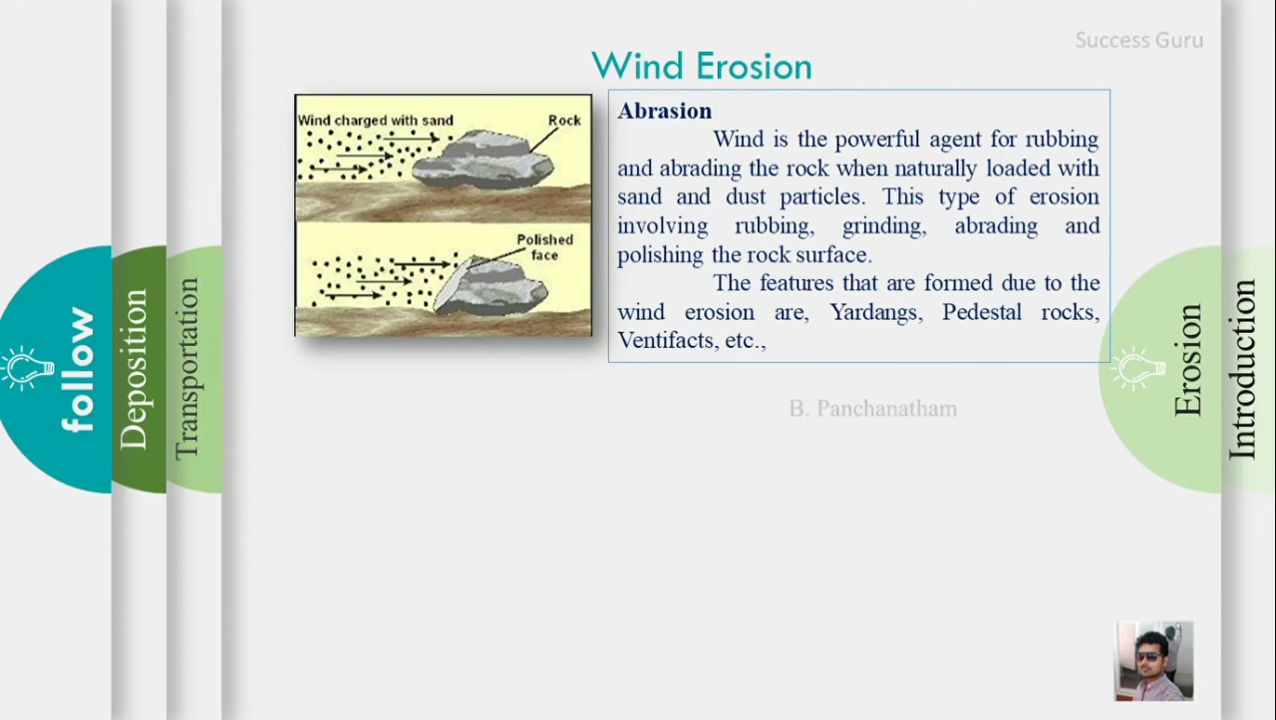 Success Guru
Wind Erosion
Wind charged with sand
Rock
Polished
face
Abrasion
Wind is the powerful agent for rubbing
and abrading the rock when naturally loaded with
sand and dust particles. This type of erosion
involving rubbing, grinding, abrading and
polishing the rock surface.
The features that are formed due to the
wind erosion are, Yardangs, Pedestal rocks,
Ventifacts, etc.,
B. Panchanatham
follow
Deposition
Transportation
Erosion
Introduction